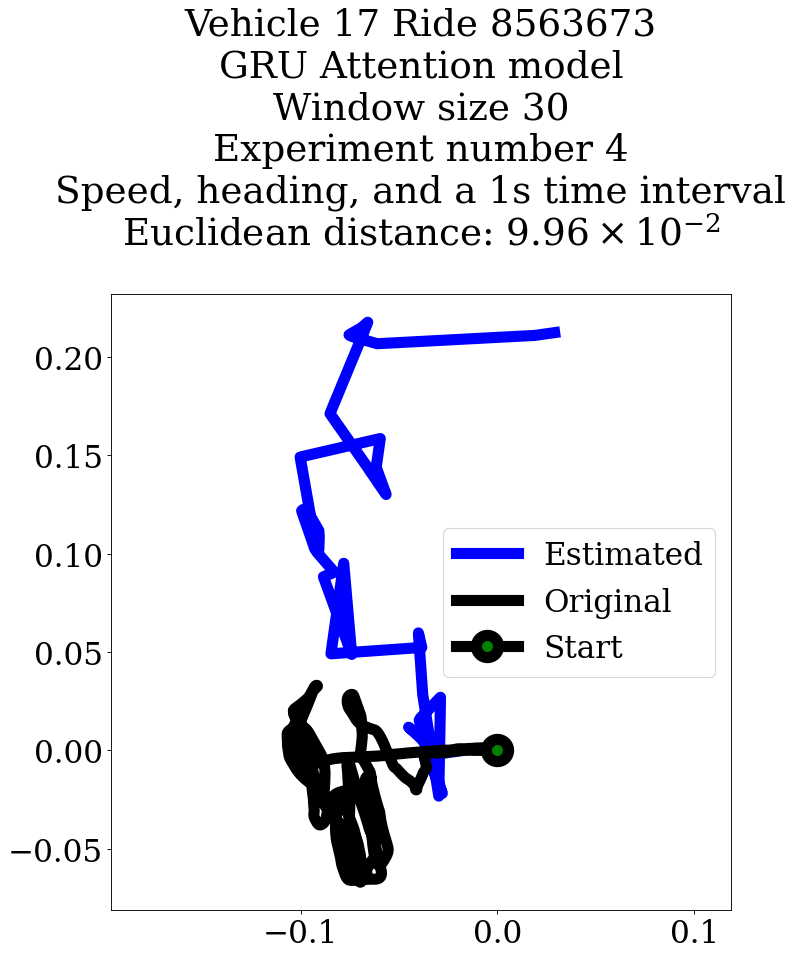 Vehicle 17 Ride 8563673
GRU Attention model
Window size 30
Experiment number 4
Speed, heading, and a 1s time interval
Euclidean distance: 9.96 × 10⁻²
0.20
0.15
0.10
0.05
0.00
−0.05
Estimated
Original
Start
−0.1
0.0
0.1